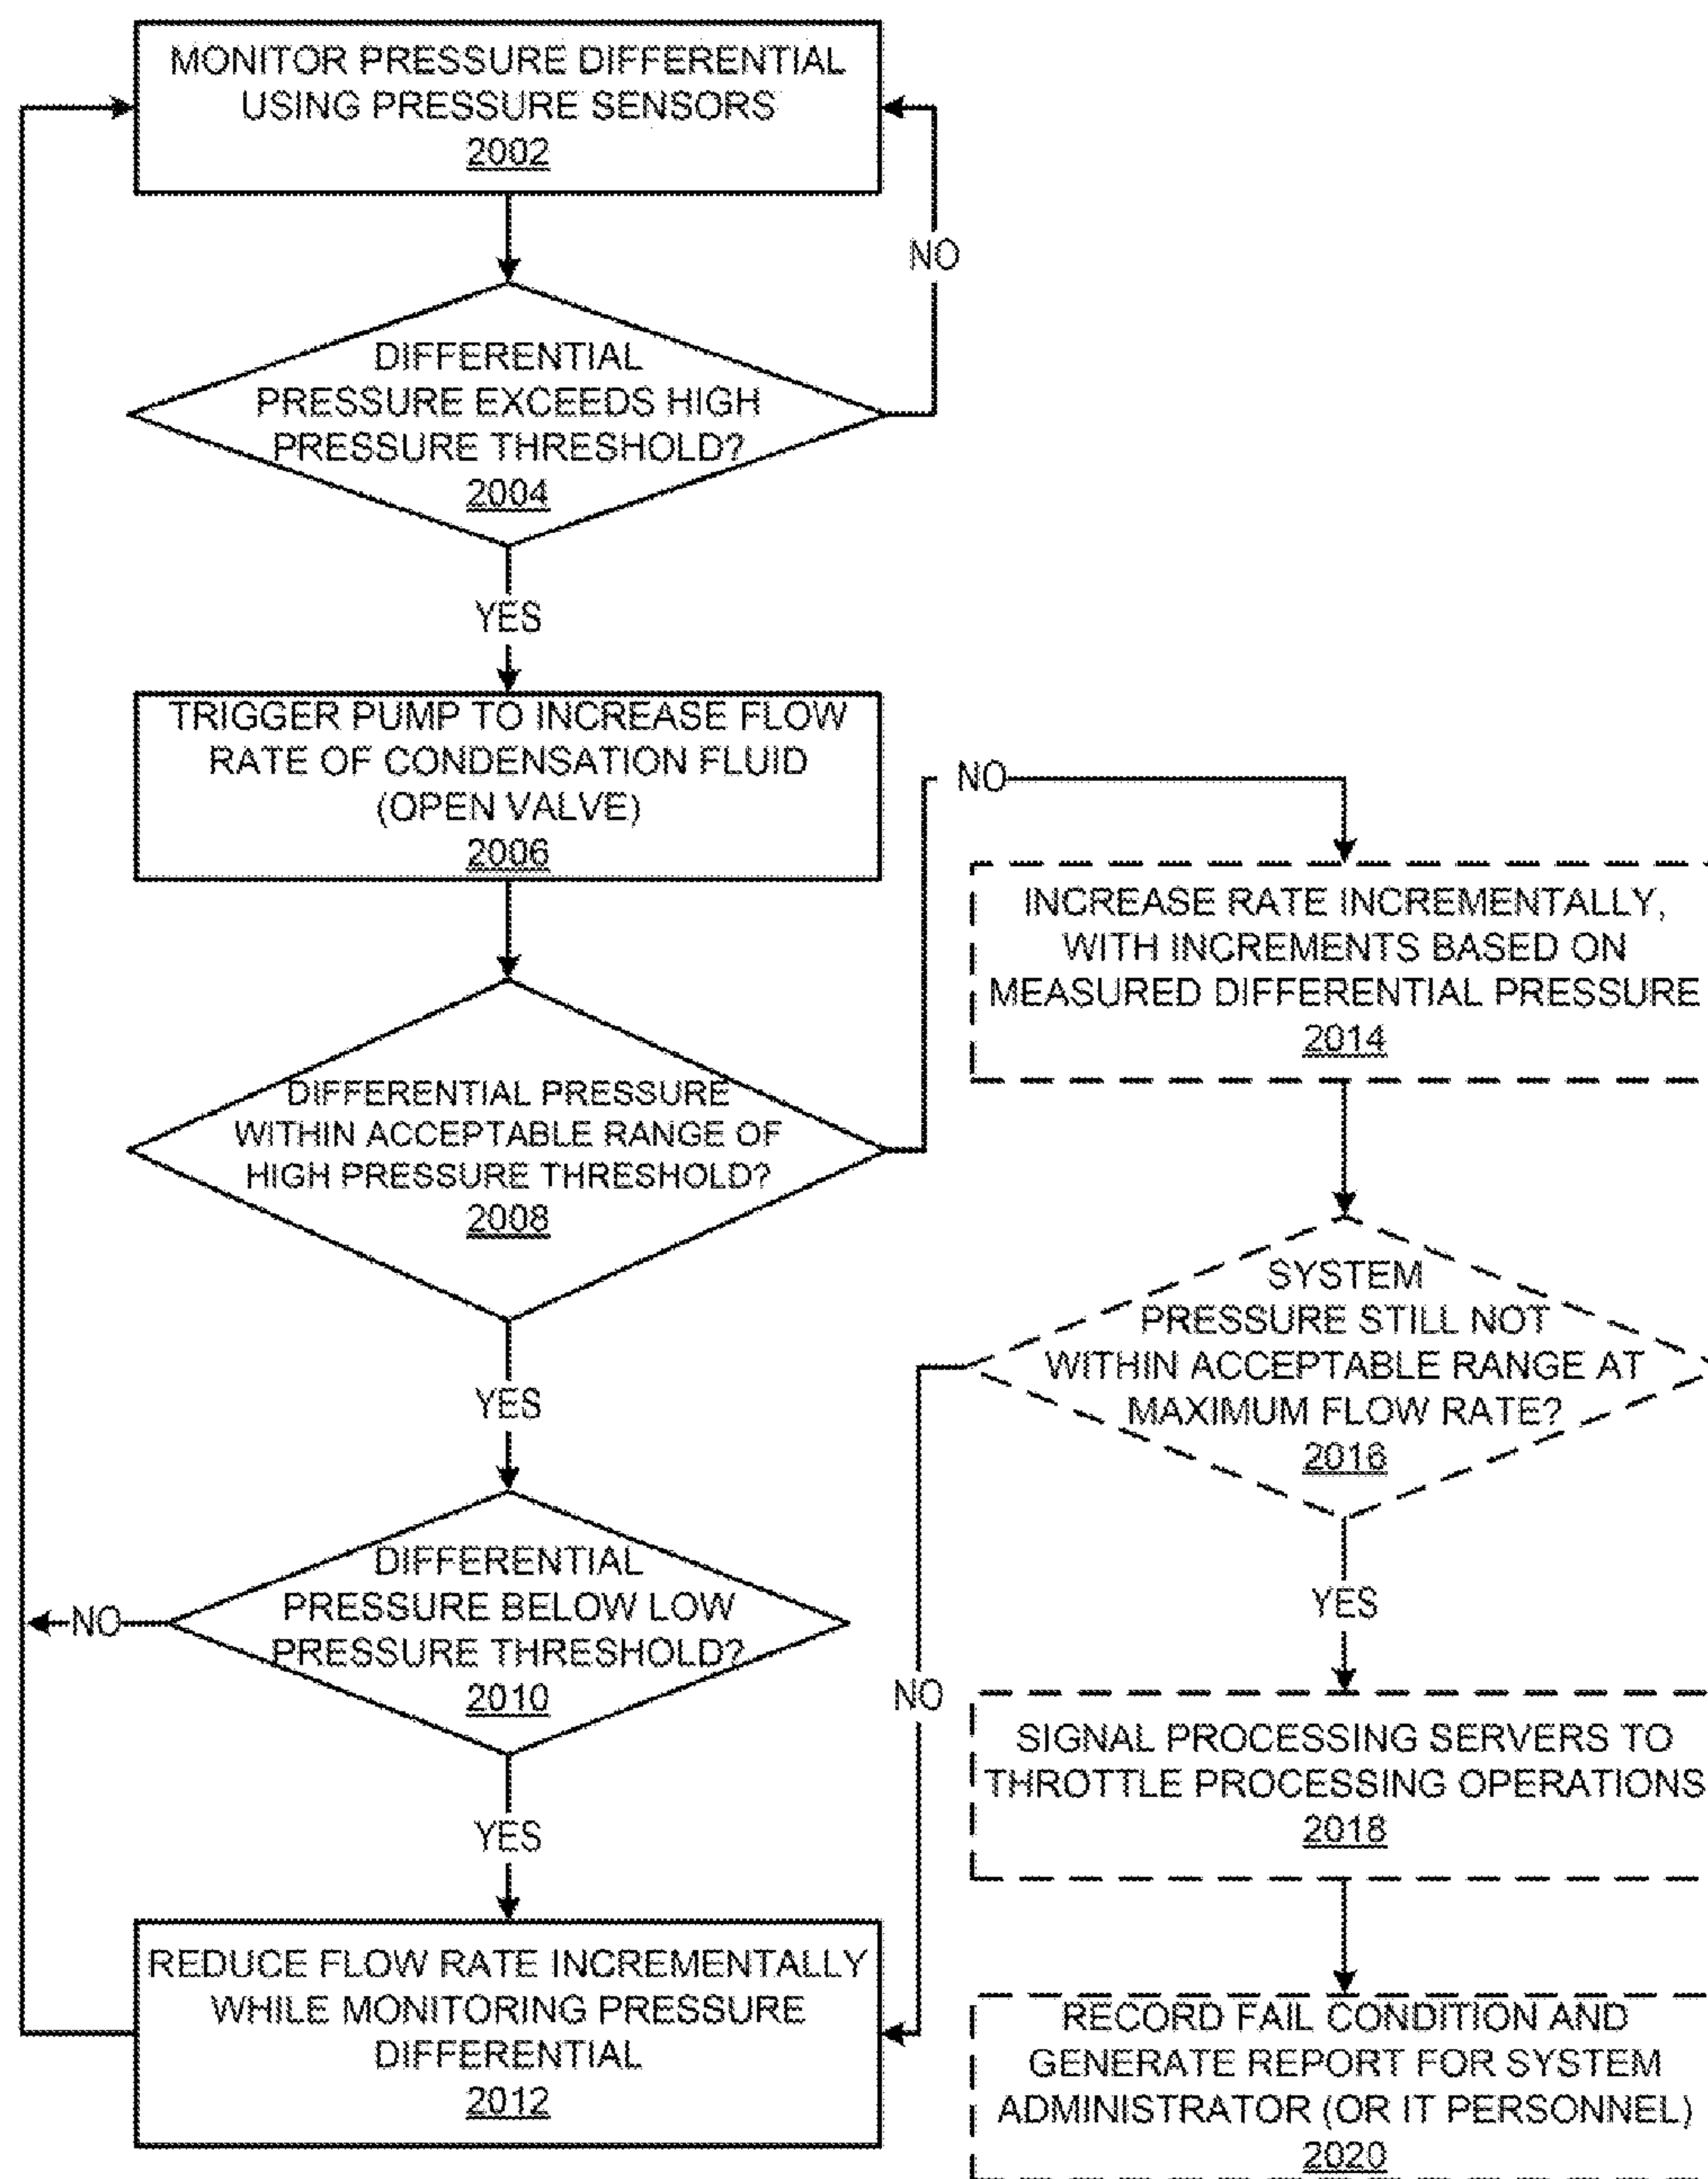 MONITOR PRESSURE DIFFERENTIAL
USING PRESSURE SENSORS
2002
NO
DIFFERENTIAL
PRESSURE EXCEEDS HIGH
PRESSURE THRESHOLD?
2004
YES
TRIGGER PUMP TO INCREASE FLOW
RATE OF CONDENSATION FLUID
(OPEN VALVE)
2006
NO
INCREASE RATE INCREMENTALLY,
WITH INCREMENTS BASED ON
MEASURED DIFFERENTIAL PRESSURE
2014
DIFFERENTIAL PRESSURE
WITHIN ACCEPTABLE RANGE OF
HIGH PRESSURE THRESHOLD?
2008
SYSTEM
PRESSURE STILL NOT
WITHIN ACCEPTABLE RANGE AT
MAXIMUM FLOW RATE?
2016
YES
DIFFERENTIAL
PRESSURE BELOW LOW
PRESSURE THRESHOLD?
2010
NO
YES
NO
SIGNAL PROCESSING SERVERS TO
THROTTLE PROCESSING OPERATIONS
2018
YES
REDUCE FLOW RATE INCREMENTALLY
WHILE MONITORING PRESSURE
DIFFERENTIAL
2012
RECORD FAIL CONDITION AND
GENERATE REPORT FOR SYSTEM
ADMINISTRATOR (OR IT PERSONNEL)
2020